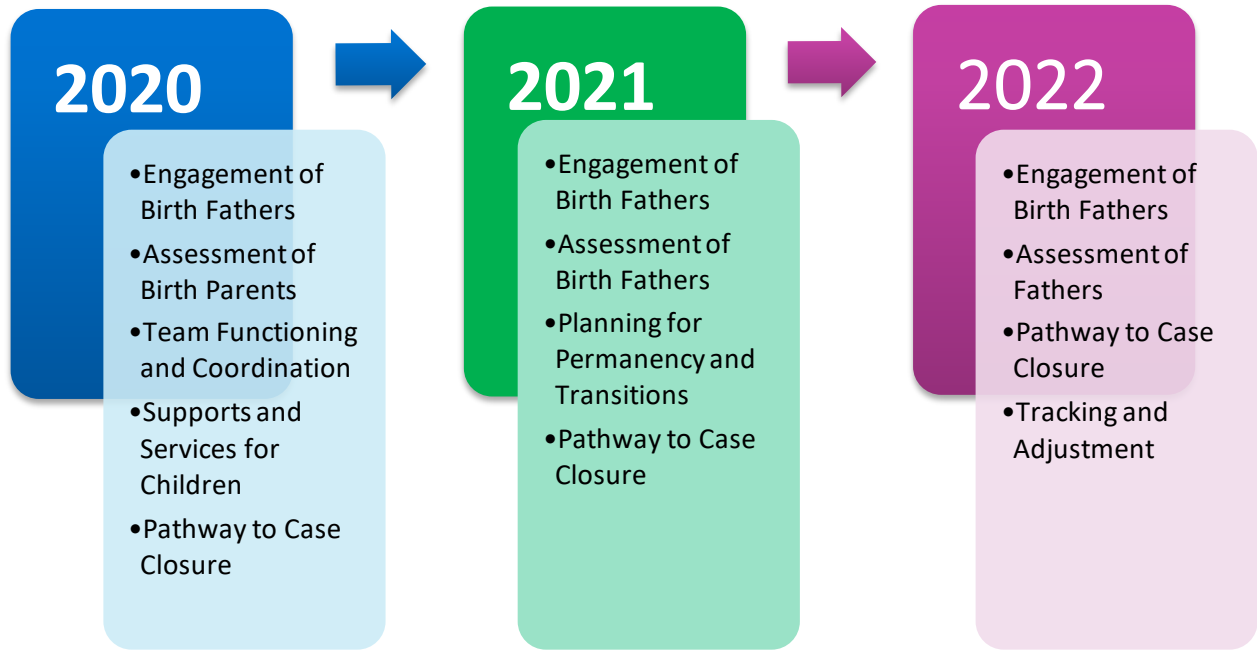 2020
•Engagement of
Birth Fathers
•Assessment of
Birth Parents
•Team Functioning
and Coordination
•Supports and
Services for
Children
•Pathway to Case
Closure
2021
•Engagement of
Birth Fathers
•Assessment of
Birth Fathers
•Planning for
Permanency and
Transitions
•Pathway to Case
Closure
2022
•Engagement of
Birth Fathers
•Assessment of
Fathers
•Pathway to Case
Closure
•Tracking and
Adjustment